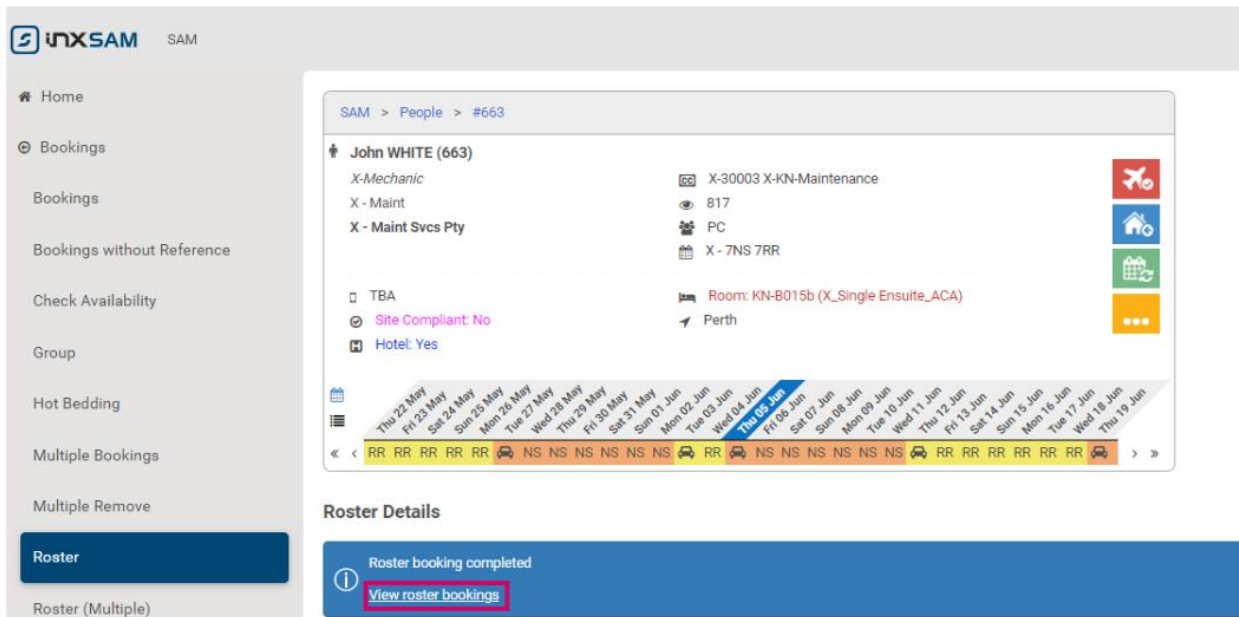 inxSAM SAM
Home
Bookings
Bookings
Bookings without Reference
Check Availability
Group
Hot Bedding
Multiple Bookings
Multiple Remove
Roster
Roster (Multiple)
SAM > People > #663
John WHITE (663)
X-Mechanic
X - Maint
X - Maint Svcs Pty
CC X-30003 X-KN-Maintenance
817
PC
X - 7NS 7RR
TBA
Site Compliant: No
Hotel: Yes
Room: KN-B015b (X_Single Ensuite_ACA)
Perth
Thu 22 May Fri 23 May Sat 24 May Sun 25 May Mon 26 May Tue 27 May Wed 28 May Thu 29 May Fri 30 May Sat 31 May Sun 01 Jun Mon 02 Jun Tue 03 Jun Wed 04 Jun Thu 05 Jun Fri 06 Jun Sat 07 Jun Sun 08 Jun Mon 09 Jun Tue 10 Jun Wed 11 Jun Thu 12 Jun Fri 13 Jun Sat 14 Jun Sun 15 Jun Mon 16 Jun Tue 17 Jun Wed 18 Jun Thu 19 Jun
« ‹ RR RR RR RR RR NS NS NS NS NS NS RR NS NS NS NS NS NS RR RR RR RR RR RR › »
Roster Details
Roster booking completed
View roster bookings